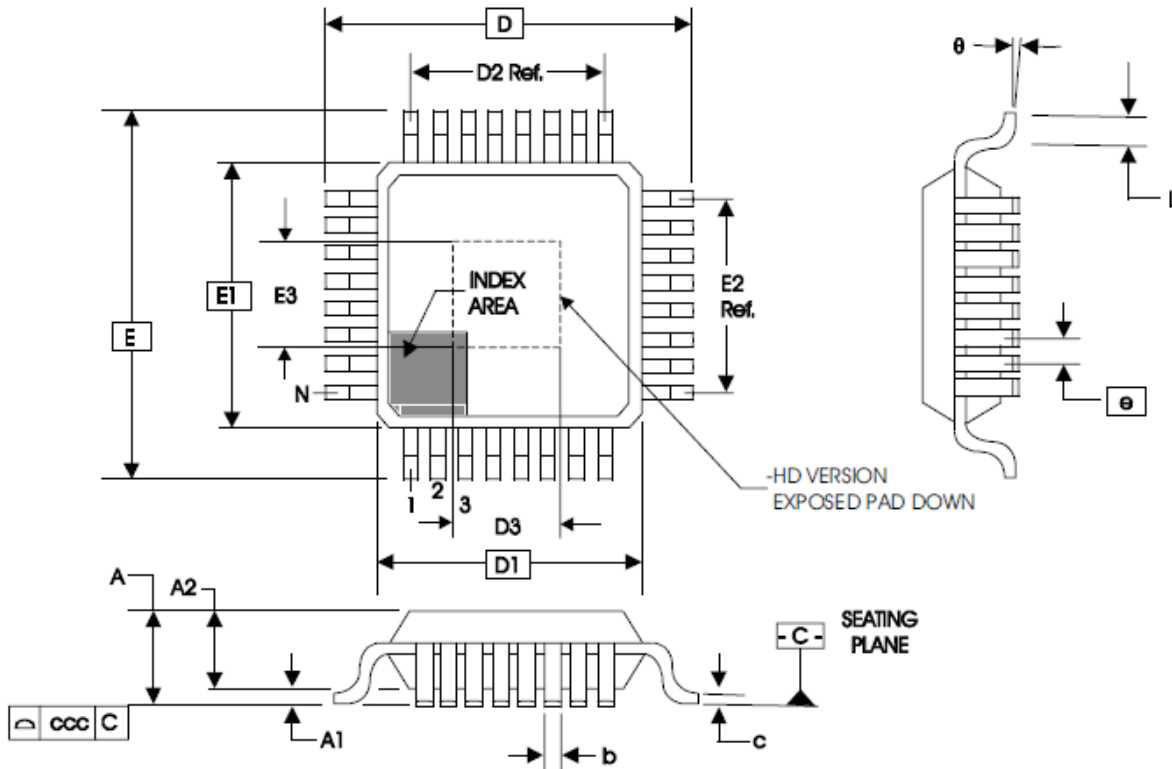 D
D2 Ref.
θ
L
E
E1
E3
INDEX
AREA
E2
Ref.
N
e
1
2
3
D3
-HD VERSION
EXPOSED PAD DOWN
D1
A
A2
-C-
SEATING
PLANE
ccc C
A1
b
c